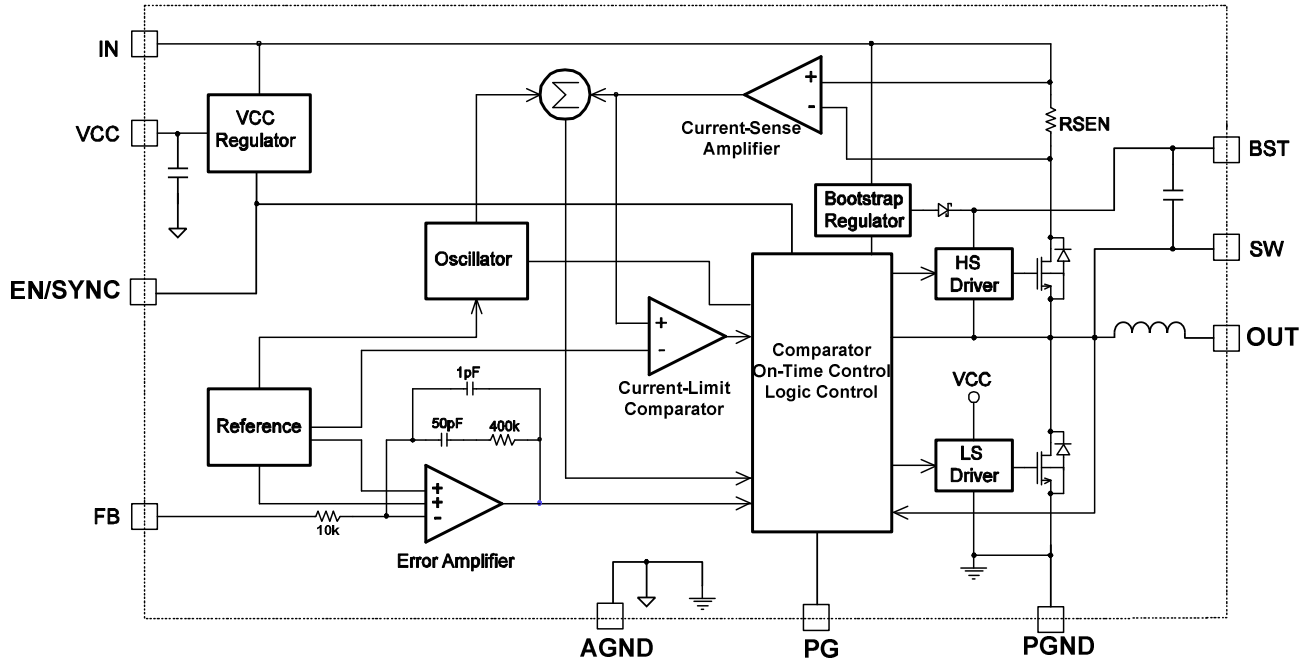 IN
VCC
VCC
Regulator
Σ
+
-
Current-Sense
Amplifier
RSEN
BST
Bootstrap
Regulator
SW
EN/SYNC
Oscillator
HS
Driver
+
-
Current-Limit
Comparator
Comparator
On-Time Control
Logic Control
OUT
VCC
Reference
1pF
50pF
400k
LS
Driver
FB
10k
+
+
-
Error Amplifier
AGND
PG
PGND